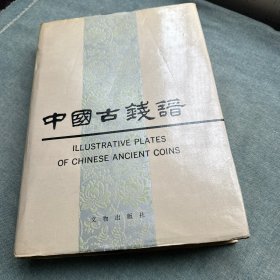 中國古錢譜
ILLUSTRATIVE PLATES
OF CHINESE ANCIENT COINS
文物出版社